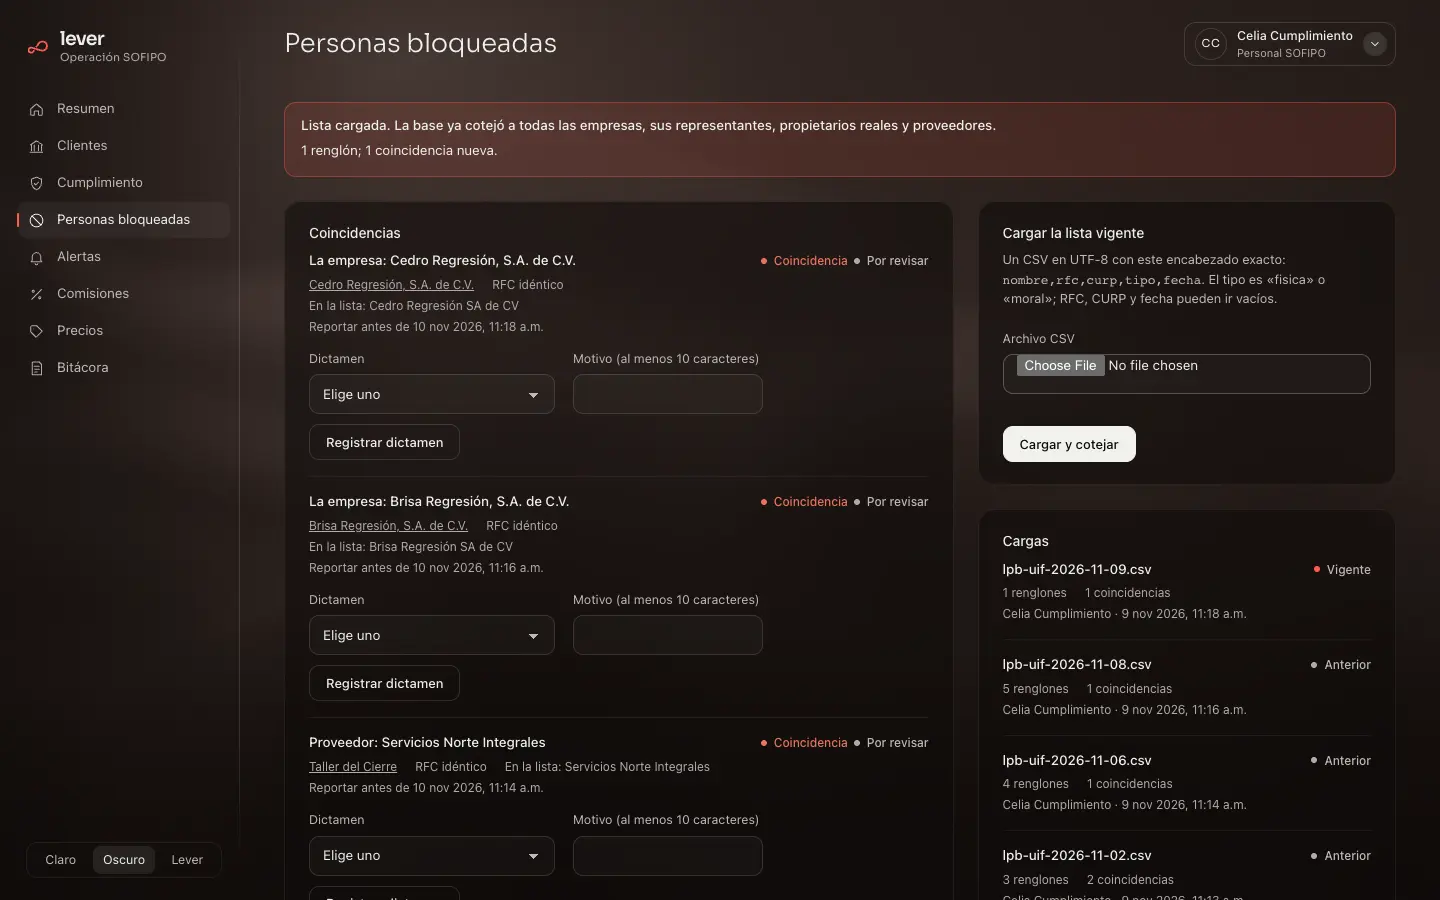 lever
Operación SOFIPO
Resumen
Clientes
Cumplimiento
Personas bloqueadas
Alertas
Comisiones
Precios
Bitácora
Claro
Oscuro
Lever
Personas bloqueadas
CC
Celia Cumplimiento
Personal SOFIPO
Lista cargada. La base ya cotejó a todas las empresas, sus representantes, propietarios reales y proveedores.
1 renglón; 1 coincidencia nueva.
Coincidencias
La empresa: Cedro Regresión, S.A. de C.V.
Coincidencia Por revisar
Cedro Regresión, S.A. de C.V. RFC idéntico
En la lista: Cedro Regresión SA de CV
Reportar antes de 10 nov 2026, 11:18 a.m.
Dictamen
Motivo (al menos 10 caracteres)
Elige uno
Registrar dictamen
La empresa: Brisa Regresión, S.A. de C.V.
Coincidencia Por revisar
Brisa Regresión, S.A. de C.V. RFC idéntico
En la lista: Brisa Regresión SA de CV
Reportar antes de 10 nov 2026, 11:16 a.m.
Dictamen
Motivo (al menos 10 caracteres)
Elige uno
Registrar dictamen
Proveedor: Servicios Norte Integrales
Coincidencia Por revisar
Taller del Cierre RFC idéntico En la lista: Servicios Norte Integrales
Reportar antes de 10 nov 2026, 11:14 a.m.
Dictamen
Motivo (al menos 10 caracteres)
Elige uno
Cargar la lista vigente
Un CSV en UTF-8 con este encabezado exacto:
nombre,rfc,curp,tipo,fecha. El tipo es «fisica» o
«moral»; RFC, CURP y fecha pueden ir vacíos.
Archivo CSV
Choose File No file chosen
Cargar y cotejar
Cargas
lpb-uif-2026-11-09.csv
Vigente
1 renglones 1 coincidencias
Celia Cumplimiento · 9 nov 2026, 11:18 a.m.
lpb-uif-2026-11-08.csv
Anterior
5 renglones 1 coincidencias
Celia Cumplimiento · 9 nov 2026, 11:16 a.m.
lpb-uif-2026-11-06.csv
Anterior
4 renglones 1 coincidencias
Celia Cumplimiento · 9 nov 2026, 11:14 a.m.
lpb-uif-2026-11-02.csv
Anterior
3 renglones 2 coincidencias